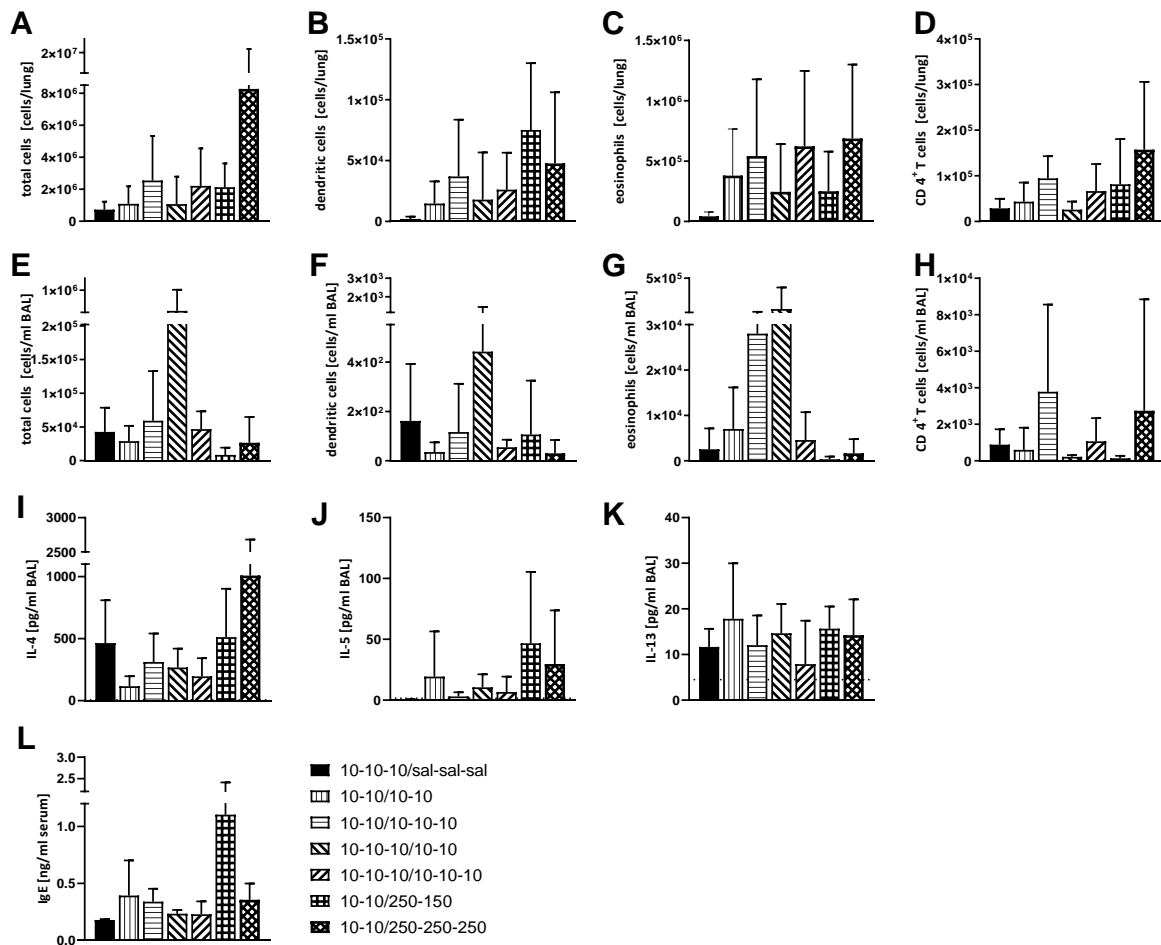 A
total cells [cells/lung]
2×10⁷
8×10⁶
6×10⁶
4×10⁶
2×10⁶
0
B
dendritic cells [cells/lung]
1.5×10⁵
1×10⁵
5×10⁴
0
C
eosinophils [cells/lung]
1.5×10⁶
1×10⁶
5×10⁵
0
D
CD 4⁺T cells [cells/lung]
4×10⁵
3×10⁵
2×10⁵
1×10⁵
0
E
total cells [cells/ml BAL]
1×10⁶
2×10⁵
1.5×10⁵
1×10⁵
5×10⁴
0
F
dendritic cells [cells/ml BAL]
3×10³
2×10³
4×10²
2×10²
0
G
eosinophils [cells/ml BAL]
5×10⁵
3×10⁴
2×10⁴
1×10⁴
0
H
CD 4⁺T cells [cells/ml BAL]
1×10⁴
8×10³
6×10³
4×10³
2×10³
0
I
IL-4 [pg/ml BAL]
3000
2500
1000
500
0
J
IL-5 [pg/ml BAL]
150
100
50
0
K
IL-13 [pg/ml BAL]
40
30
20
10
0
L
IgE [ng/ml serum]
3.0
2.5
1.0
0.5
0.0
10-10-10/sal-sal-sal
10-10/10-10
10-10/10-10-10
10-10-10/10-10
10-10-10/10-10-10
10-10/250-150
10-10/250-250-250